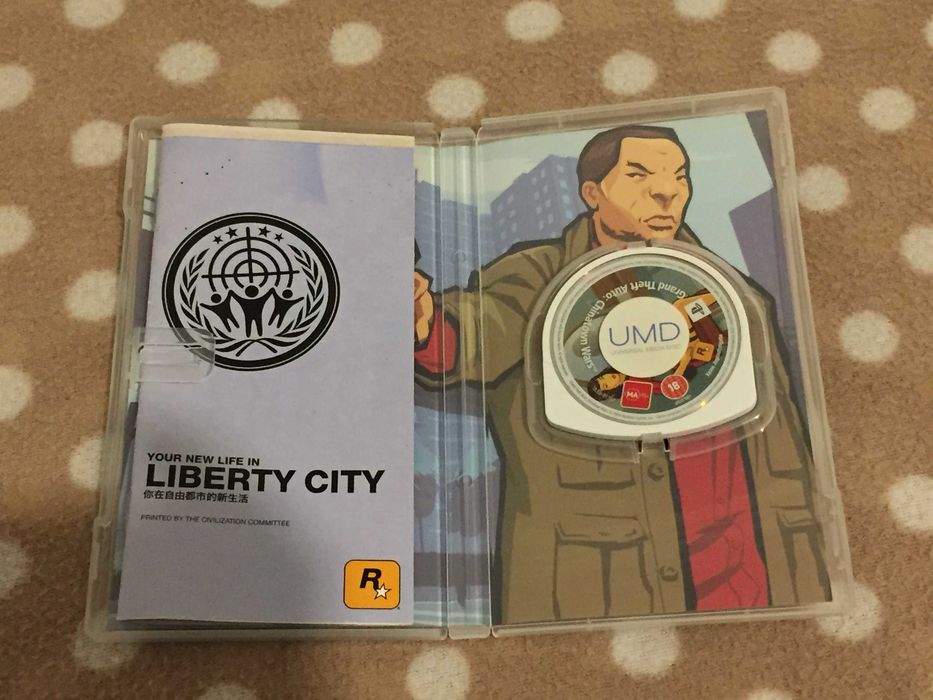 YOUR NEW LIFE IN
LIBERTY CITY
你在自由都市的新生活
PRINTED BY THE CIVILIZATION COMMITTEE
R
Grand Theft Auto: Chinatown Wars
UMD
UNIVERSAL MEDIA DISC
R
MA
18